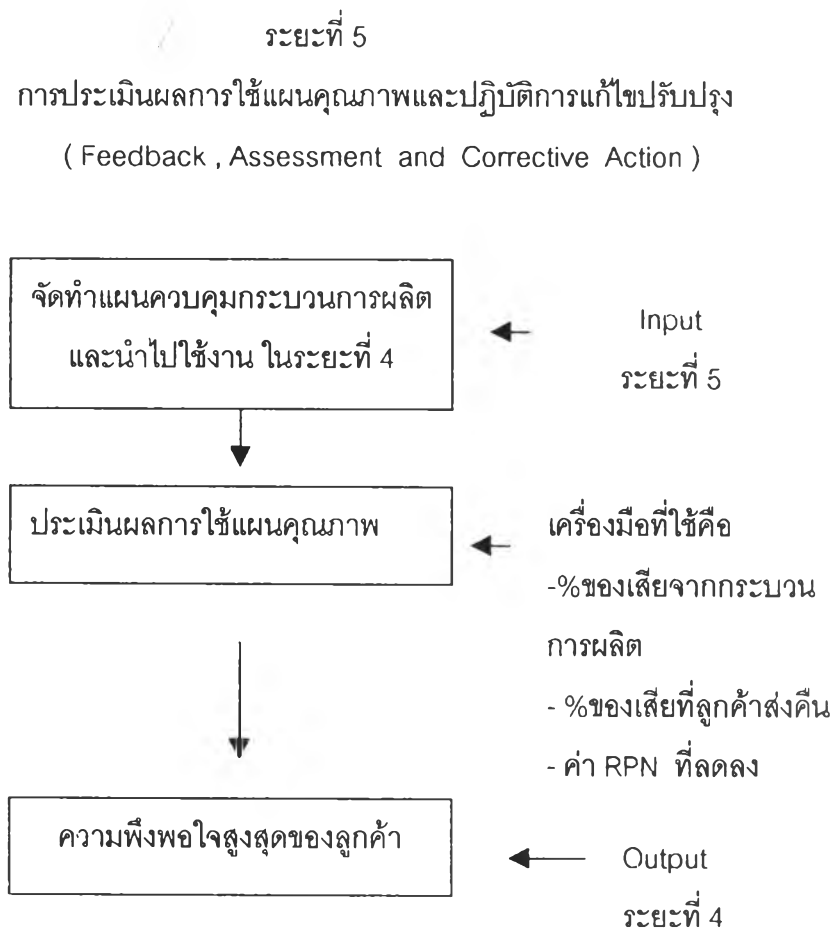 ระยะที่ 5
การประเมินผลการใช้แผนคุณภาพและปฏิบัติการแก้ไขปรับปรุง
( Feedback , Assessment and Corrective Action )
จัดทำแผนควบคุมกระบวนการผลิต
และนำไปใช้งาน ในระยะที่ 4
Input
ระยะที่ 5
ประเมินผลการใช้แผนคุณภาพ
เครื่องมือที่ใช้คือ
-%ของเสียจากกระบวน
การผลิต
- %ของเสียที่ลูกค้าส่งคืน
- ค่า RPN ที่ลดลง
ความพึงพอใจสูงสุดของลูกค้า
Output
ระยะที่ 4